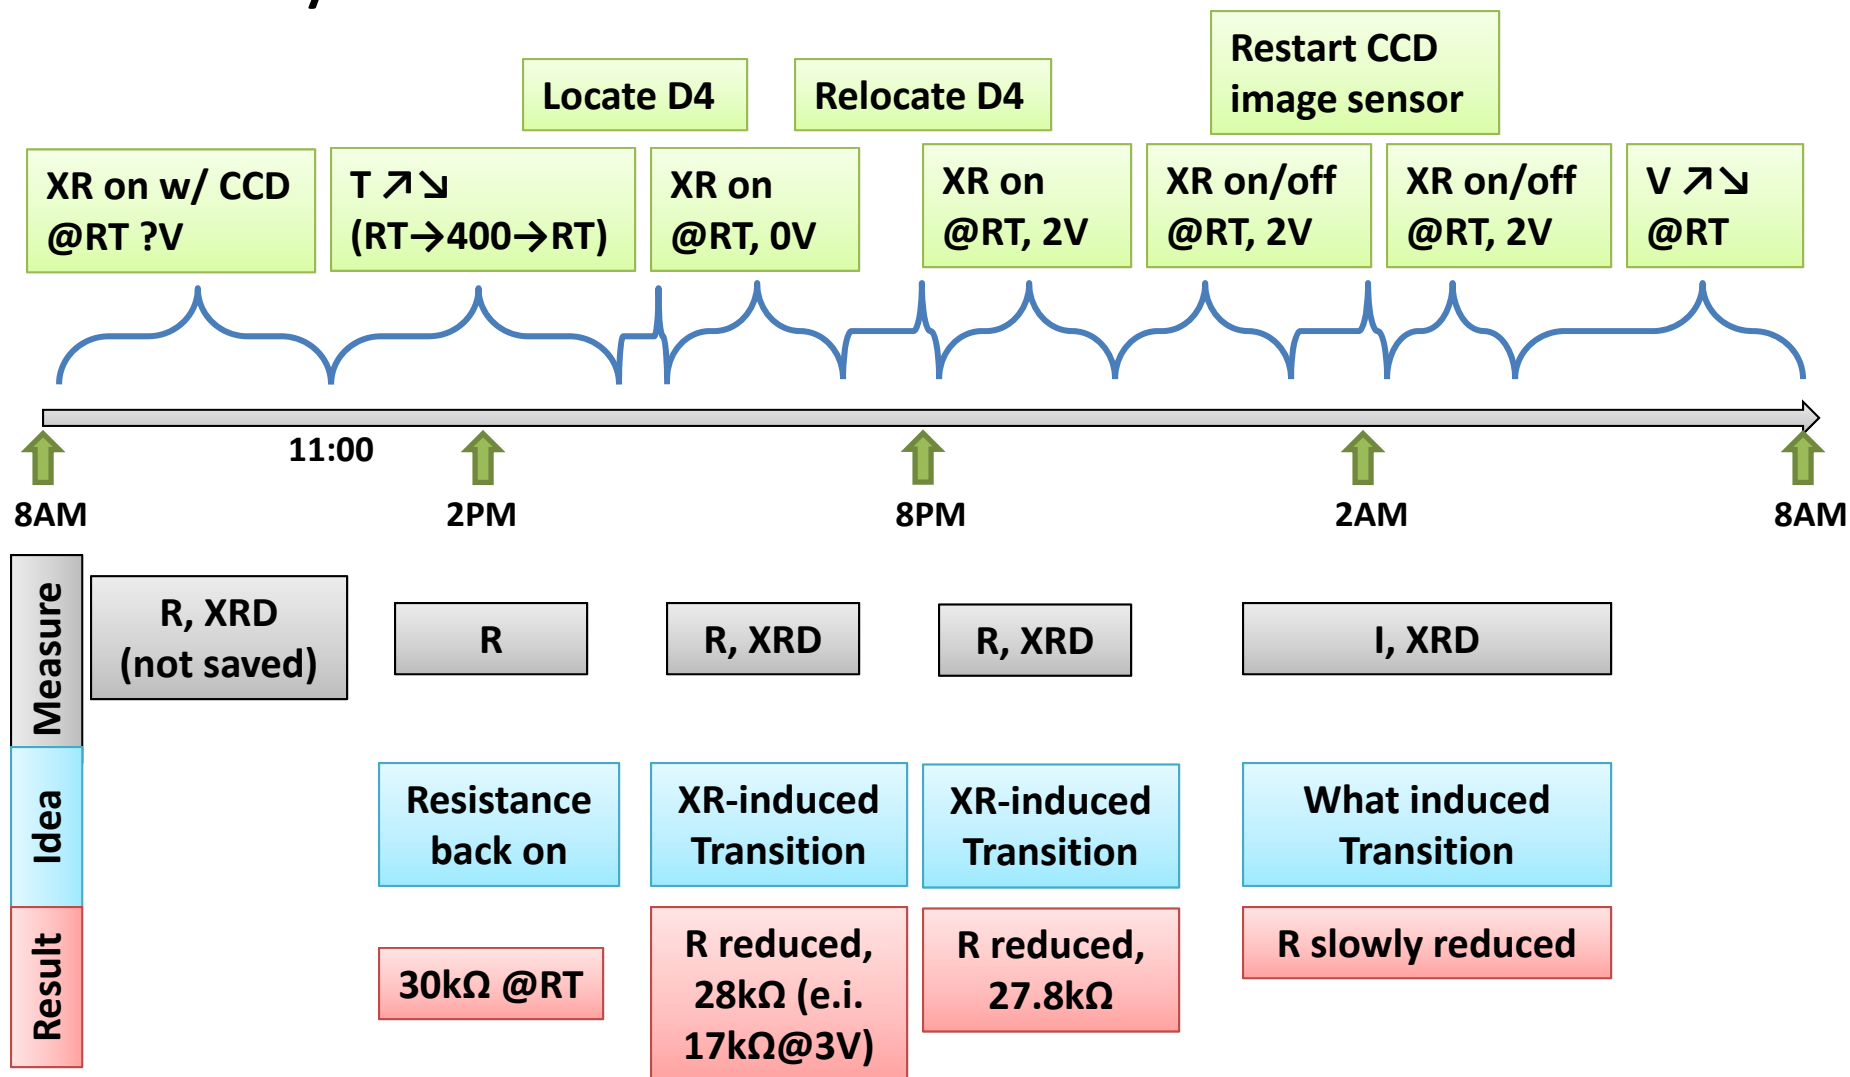 Restart CCD
image sensor
Locate D4
Relocate D4
XR on w/ CCD
@RT ?V
T ↗↘
(RT→400→RT)
XR on
@RT, 0V
XR on
@RT, 2V
XR on/off
@RT, 2V
XR on/off
@RT, 2V
V ↗↘
@RT
11:00
8AM
2PM
8PM
2AM
8AM
Measure
R, XRD
(not saved)
R
R, XRD
R, XRD
I, XRD
Idea
Resistance
back on
XR-induced
Transition
XR-induced
Transition
What induced
Transition
Result
30kΩ @RT
R reduced,
28kΩ (e.i.
17kΩ@3V)
R reduced,
27.8kΩ
R slowly reduced